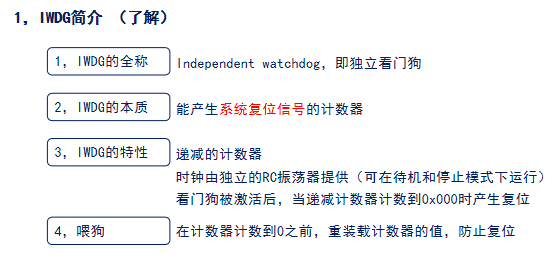 1，IWDG简介 （了解）
1，IWDG的全称
Independent watchdog，即独立看门狗
2，IWDG的本质
能产生系统复位信号的计数器
3，IWDG的特性
递减的计数器
时钟由独立的RC振荡器提供（可在待机和停止模式下运行）
看门狗被激活后，当递减计数器计数到0x000时产生复位
4，喂狗
在计数器计数到0之前，重装载计数器的值，防止复位